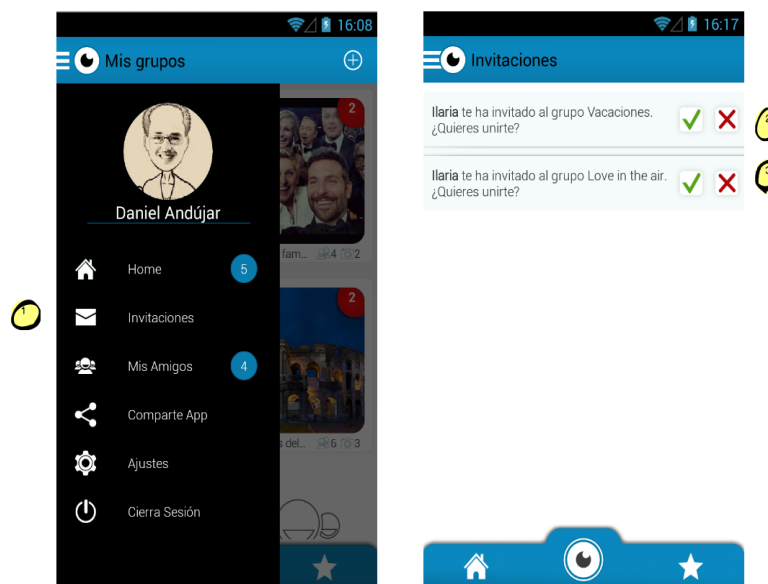 16:08
Mis grupos
2
Daniel Andújar
Home 5
fam... 4 2
1
Invitaciones
2
Mis Amigos 4
Comparte App
s del... 6 3
Ajustes
Cierra Sesión
16:17
Invitaciones
Ilaria te ha invitado al grupo Vacaciones.
¿Quieres unirte?
2
Ilaria te ha invitado al grupo Love in the air.
¿Quieres unirte?
3